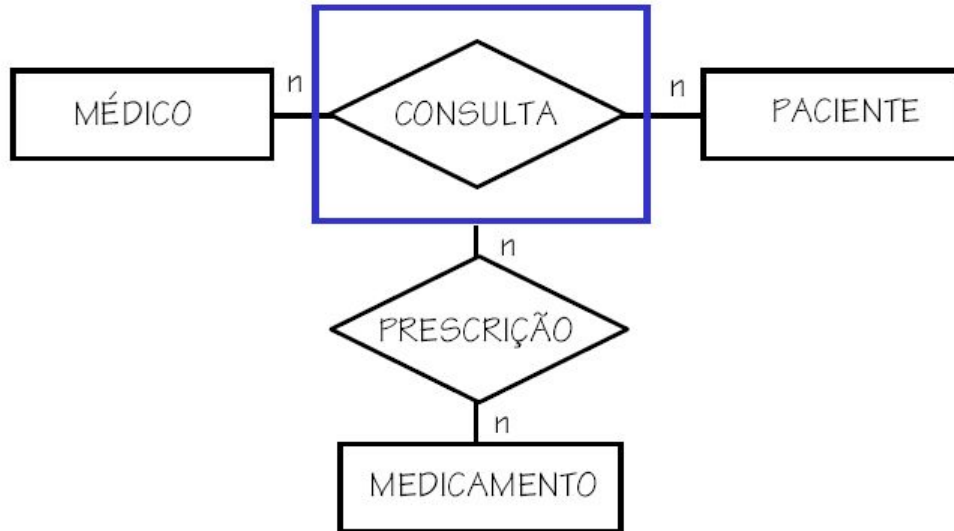 n
n
MÉDICO
CONSULTA
PACIENTE
n
PRESCRIÇÃO
n
MEDICAMENTO